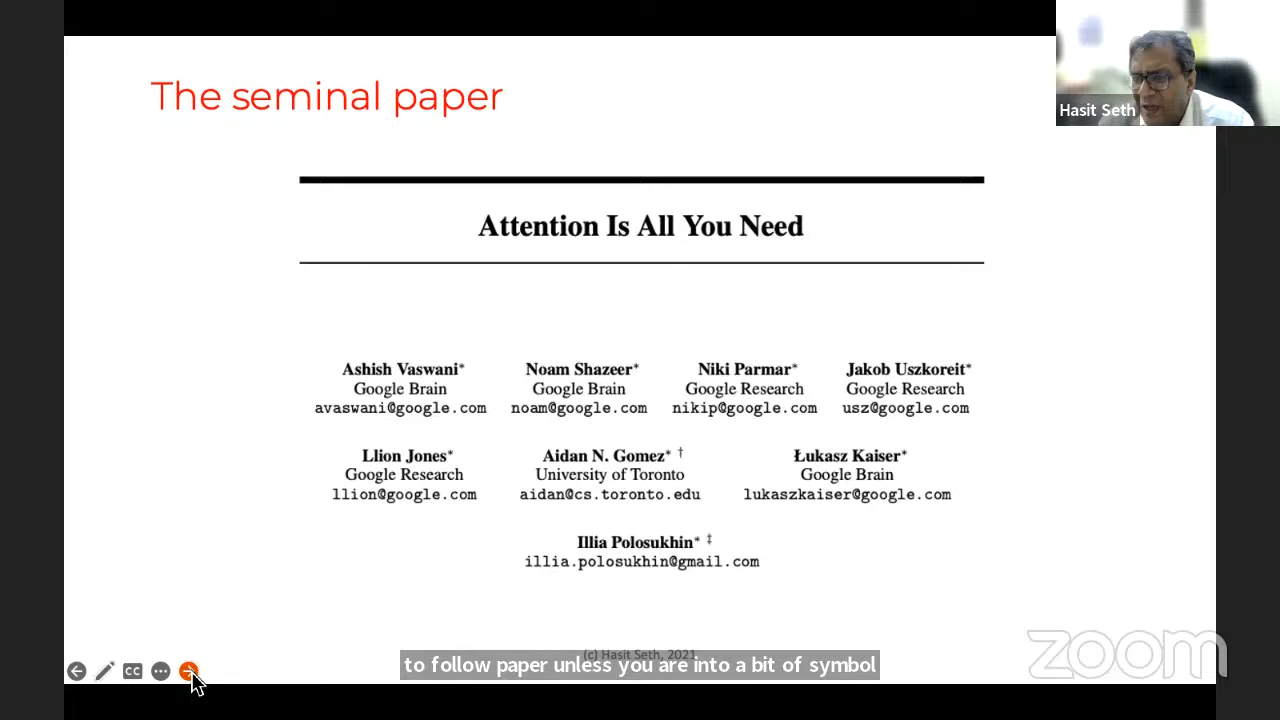 The seminal paper
Hasit Seth
Attention Is All You Need
Ashish Vaswani* Noam Shazeer* Niki Parmar* Jakob Uszkoreit*
Google Brain Google Brain Google Research Google Research
avaswani@google.com noam@google.com nikip@google.com usz@google.com
Llion Jones* Aidan N. Gomez* † Łukasz Kaiser*
Google Research University of Toronto Google Brain
llion@google.com aidan@cs.toronto.edu lukaszkaiser@google.com
Illia Polosukhin* ‡
illia.polosukhin@gmail.com
(c) Hasit Seth, 2021
to follow paper unless you are into a bit of symbol
CC
zoom